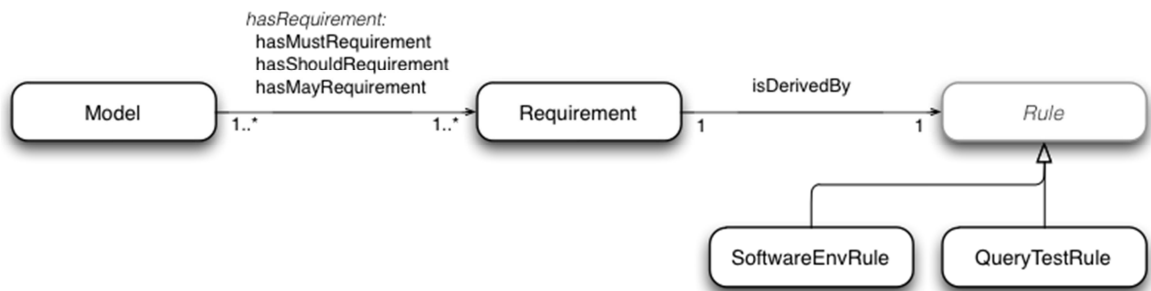 hasRequirement:
hasMustRequirement
hasShouldRequirement
hasMayRequirement
isDerivedBy
Model
Requirement
Rule
1..*
1..*
1
1
SoftwareEnvRule
QueryTestRule